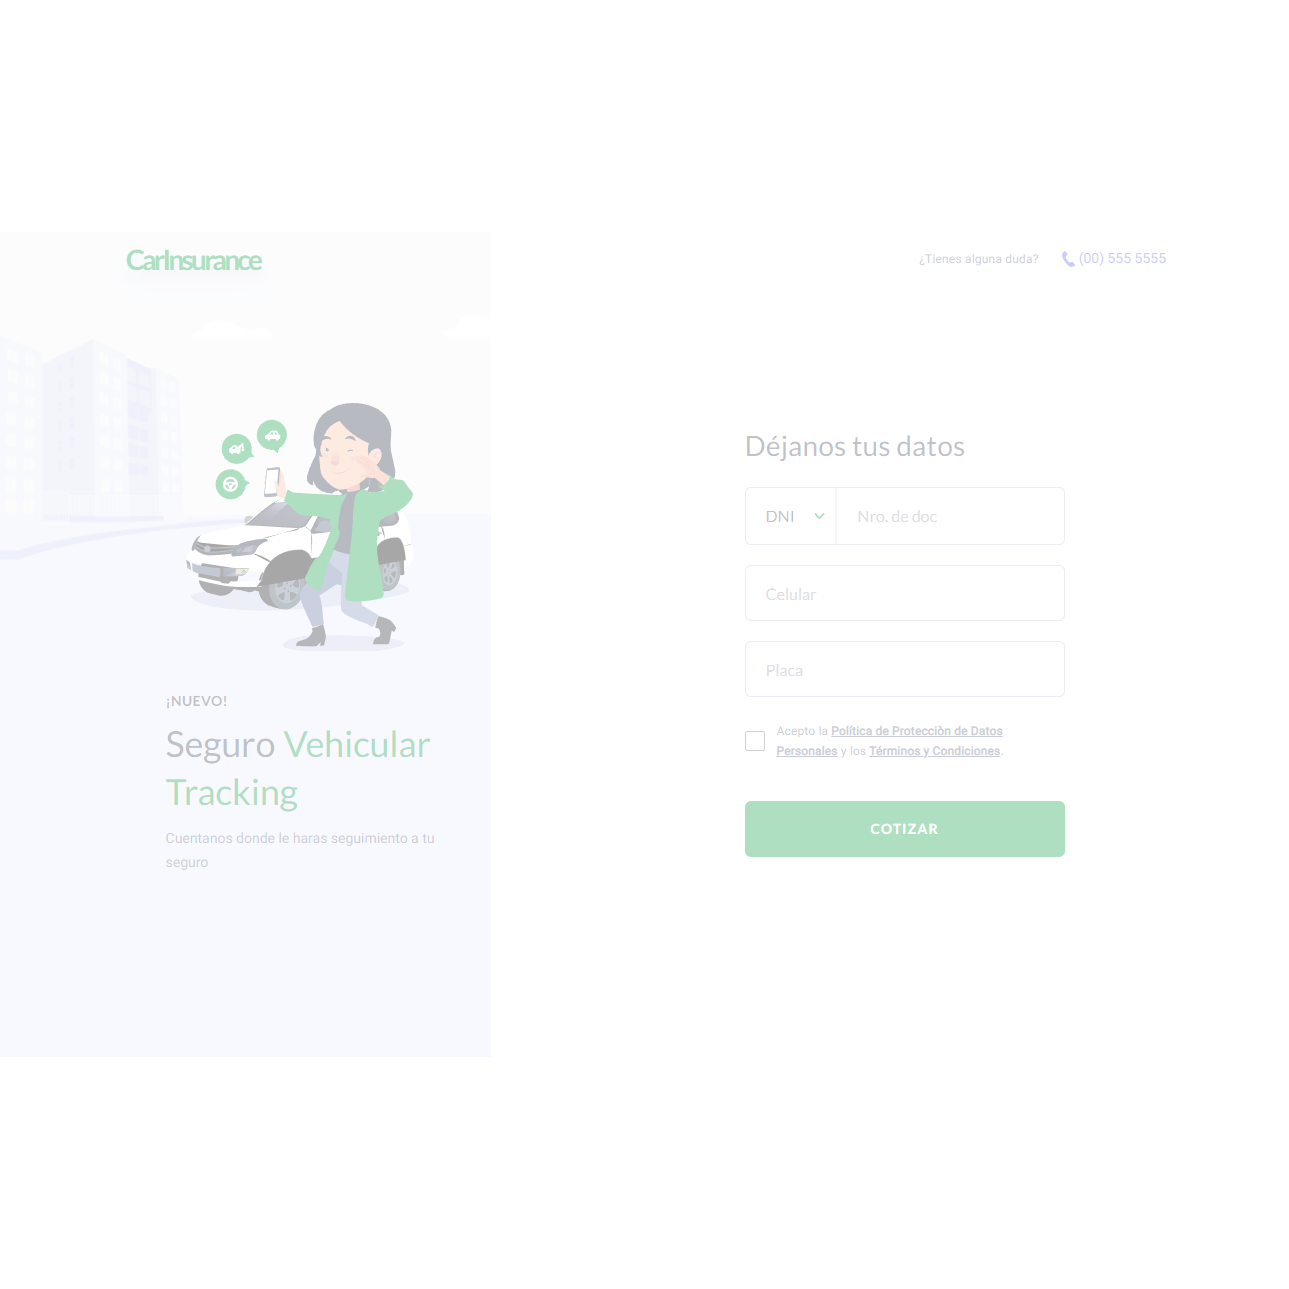 CarInsurance
¿Tienes alguna duda? (00) 555 5555
¡NUEVO!
Seguro Vehicular
Tracking
Cuentanos donde le haras seguimiento a tu
seguro
Déjanos tus datos
DNI Nro. de doc
Celular
Placa
Acepto la Política de Protecciòn de Datos
Personales y los Términos y Condiciones.
COTIZAR